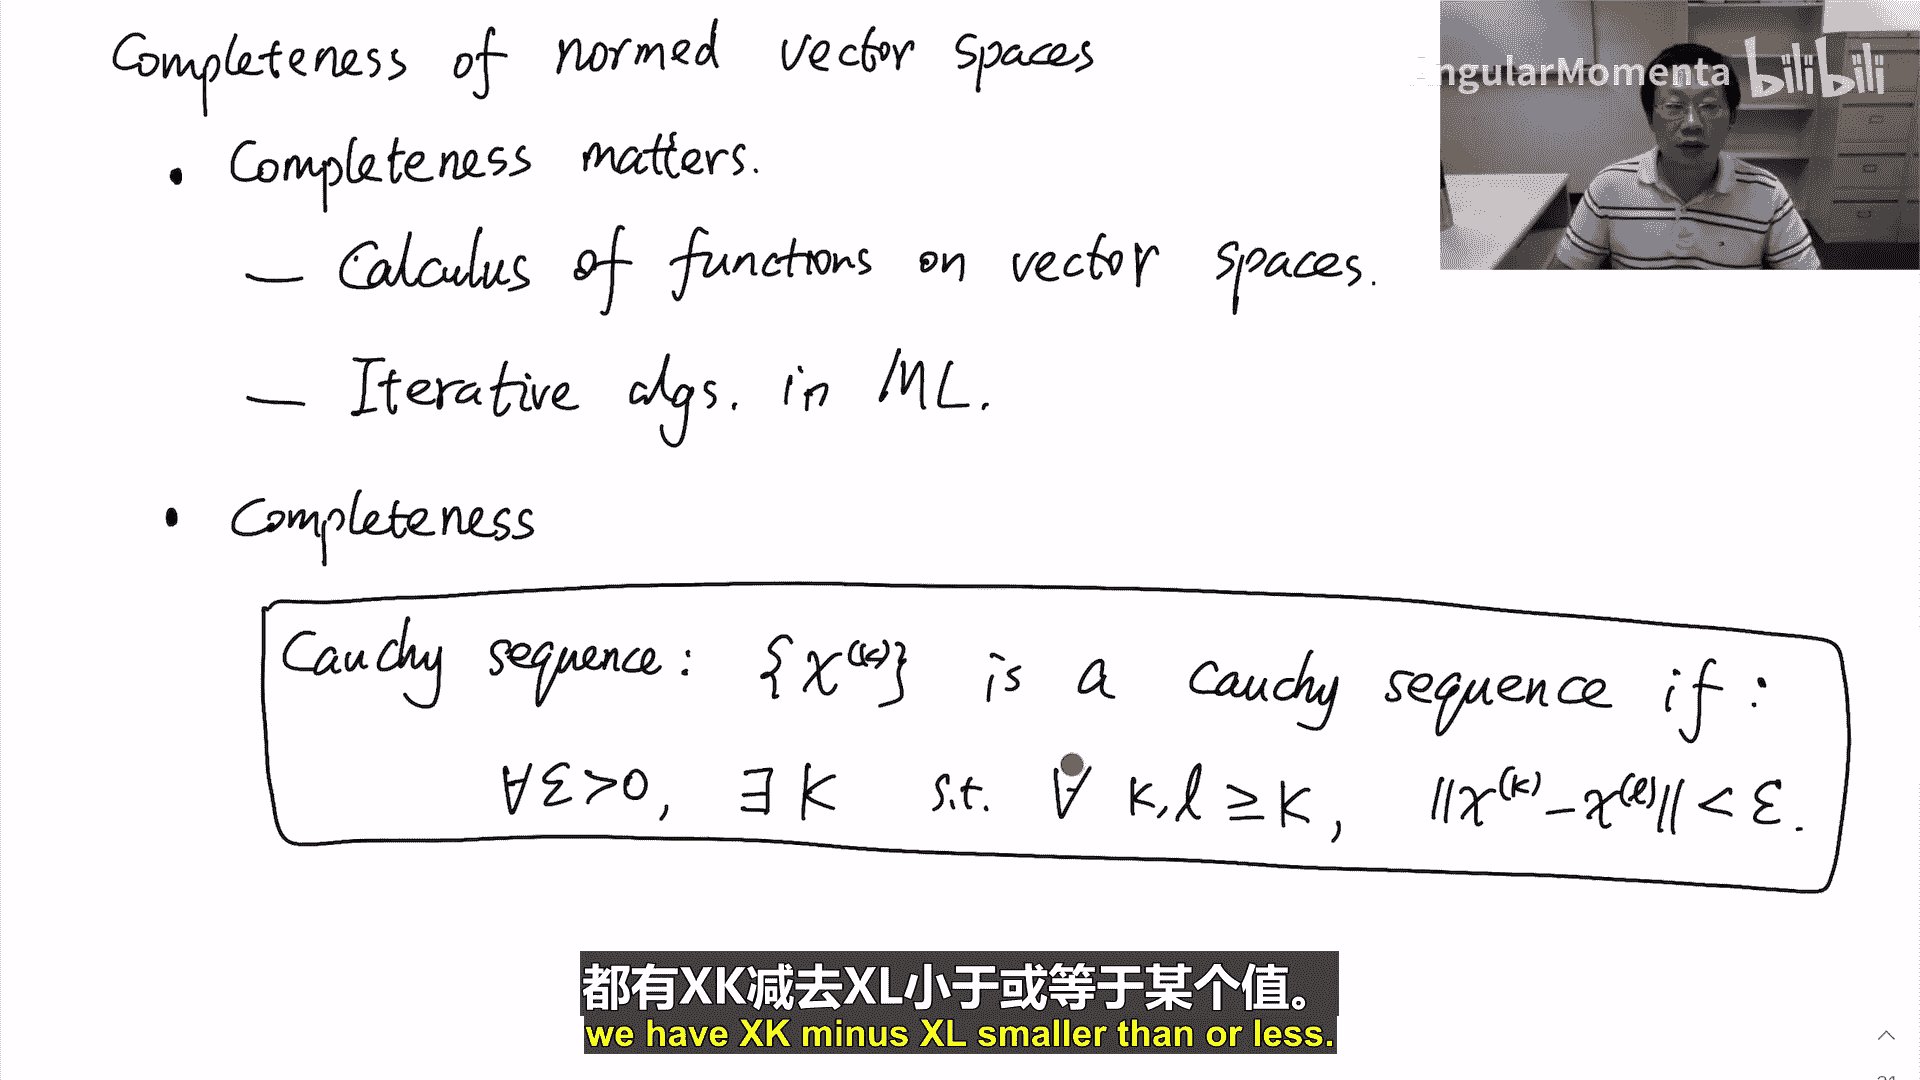 Completeness of normed vector spaces
ngularMomenta bilibili
• Completeness matters.
— Calculus of functions on vector spaces.
— Iterative algs. in ML.
• Completeness
Cauchy sequence: {x^(k)} is a Cauchy sequence if:
∀ε>0, ∃ K s.t. ∀ k,l ≥ K, ||x^(k) - x^(l)|| < ε.
都有XK减去XL小于或等于某个值。
we have XK minus XL smaller than or less.